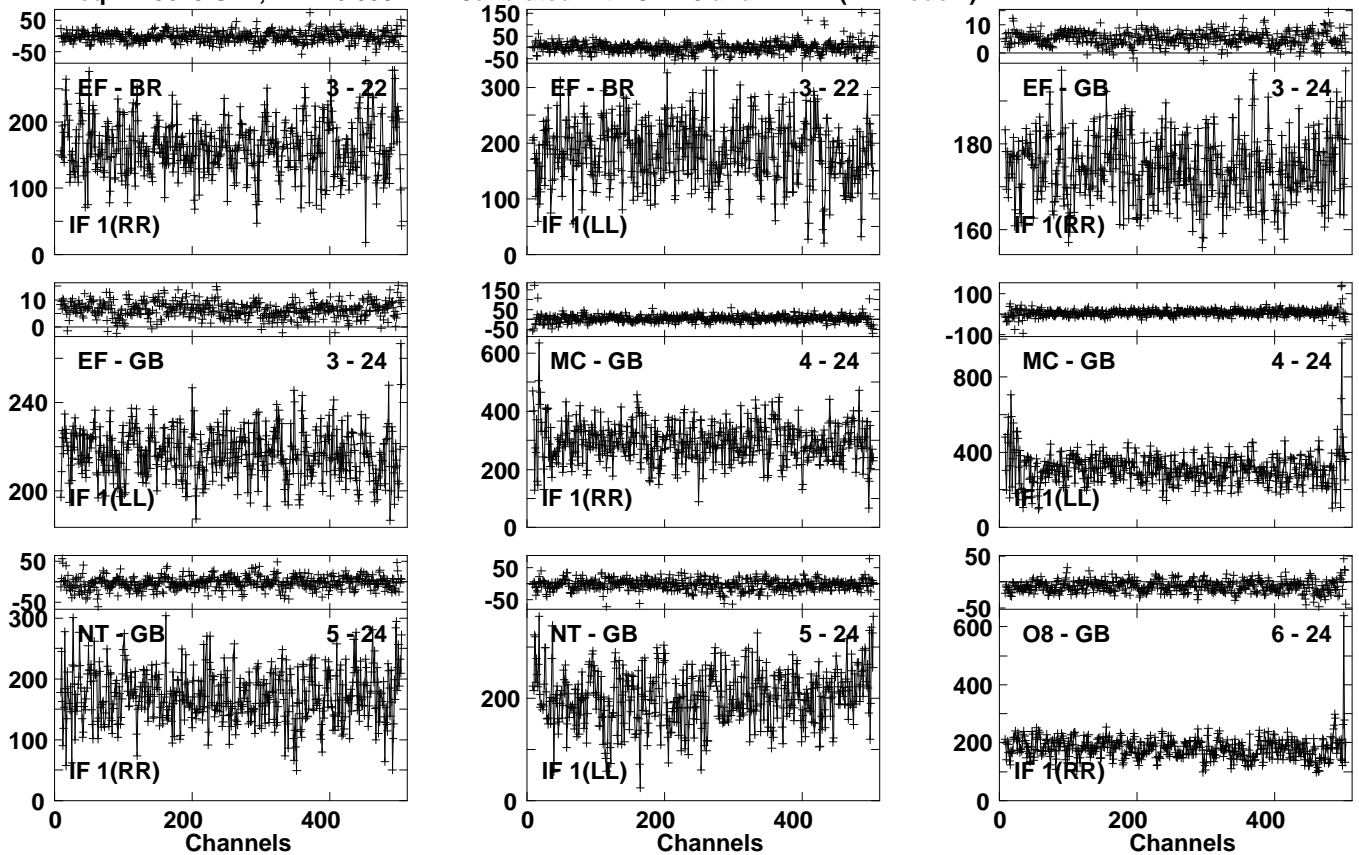 50
-50
EF - BR 3 - 22
200
100
0
IF 1(RR)
150
50
-50
EF - BR 3 - 22
300
200
100
0
IF 1(LL)
10
0
EF - GB 3 - 24
180
160
IF 1(RR)
10
0
EF - GB 3 - 24
240
200
IF 1(LL)
150
50
-50
MC - GB 4 - 24
600
400
200
0
IF 1(RR)
100
-100
MC - GB 4 - 24
800
400
0
IF 1(LL)
50
-50
NT - GB 5 - 24
300
200
100
0
IF 1(RR)
0 200 400
Channels
50
-50
NT - GB 5 - 24
200
0
IF 1(LL)
0 200 400
Channels
50
-50
O8 - GB 6 - 24
600
400
200
0
IF 1(RR)
0 200 400
Channels